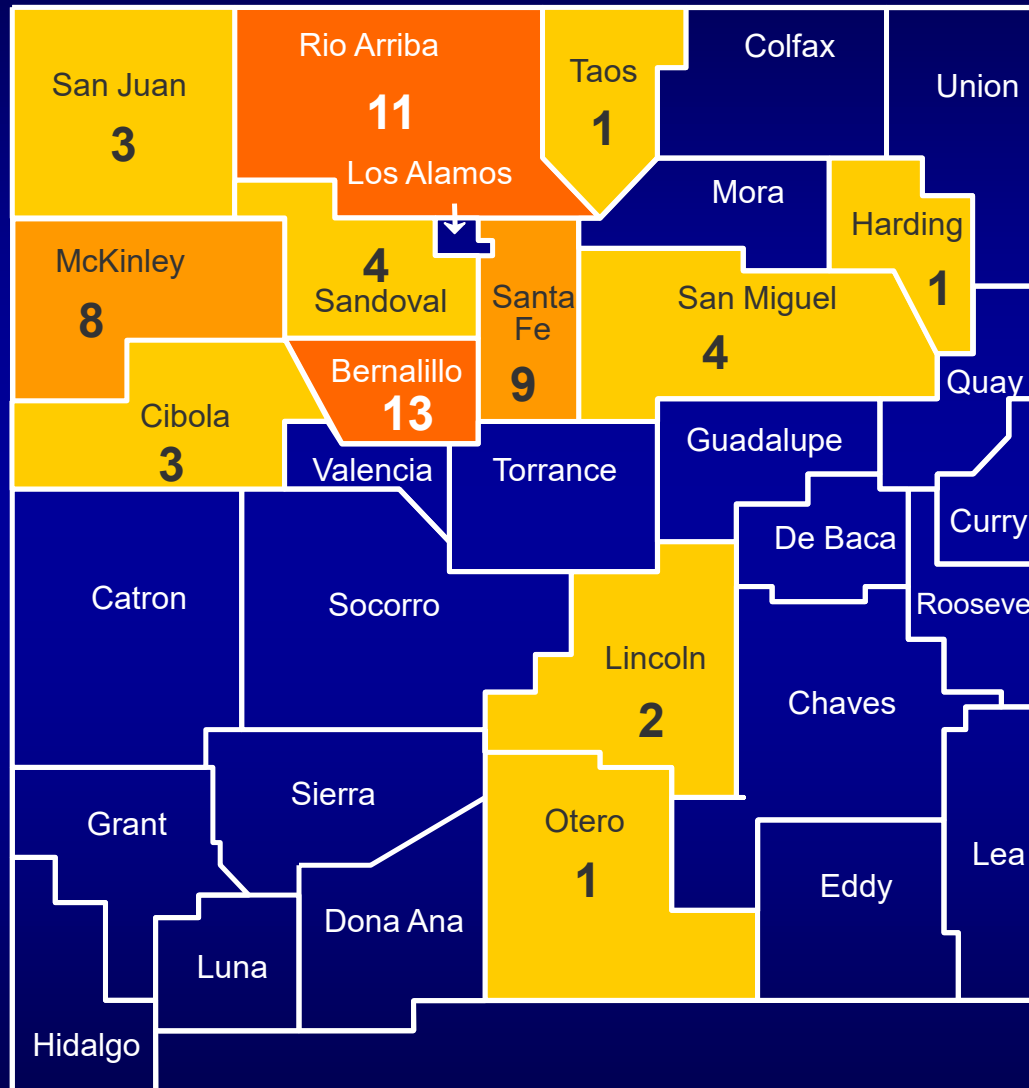 Rio Arriba
11
Colfax
San Juan
3
Taos
1
Union
Los Alamos
Mora
Harding
1
McKinley
8
4
Sandoval
Santa
Fe
9
San Miguel
4
Bernalillo
13
Quay
Cibola
3
Guadalupe
Valencia
Torrance
Curry
De Baca
Catron
Socorro
Rooseve
Lincoln
2
Chaves
Sierra
Grant
Otero
1
Lea
Eddy
Dona Ana
Luna
Hidalgo